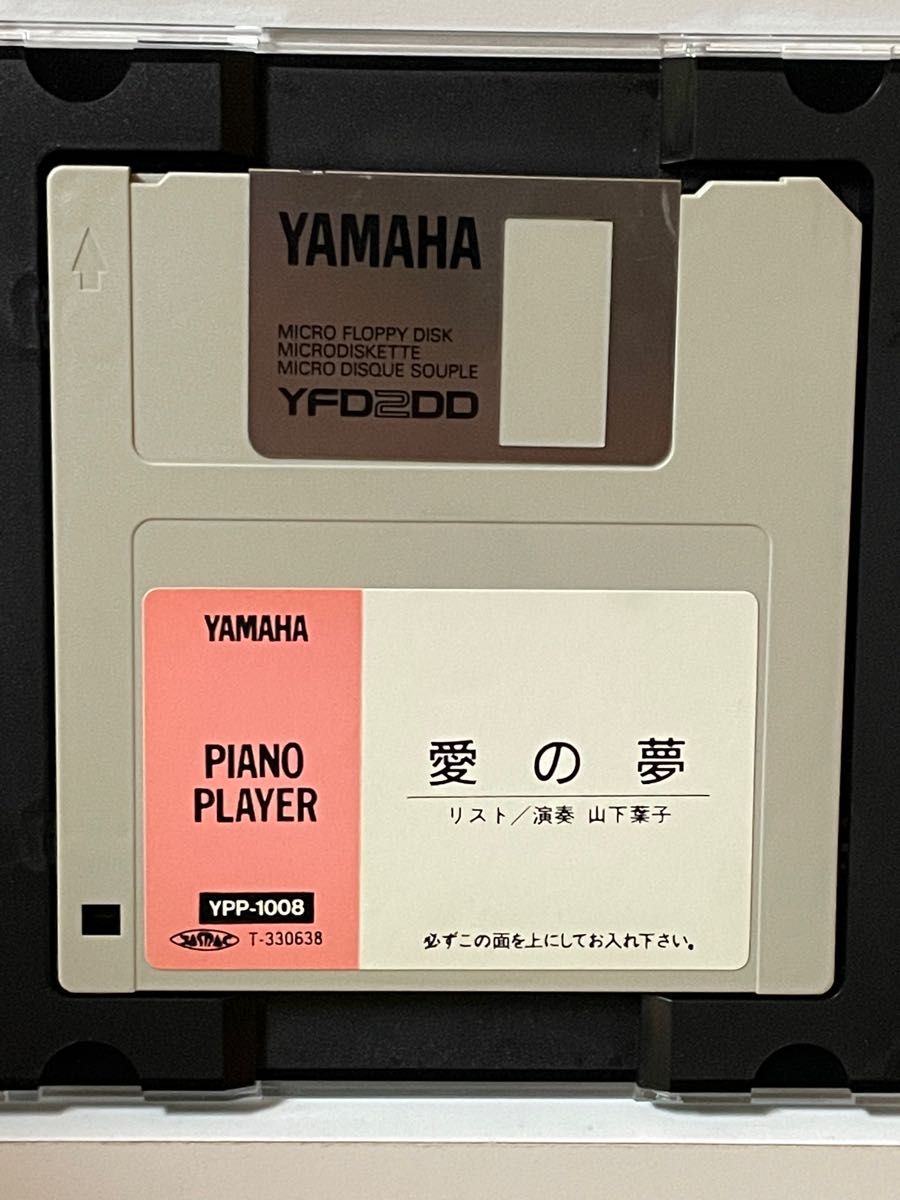 YAMAHA
MICRO FLOPPY DISK
MICRODISKETTE
MICRO DISQUE SOUPLE
YFD2DD
YAMAHA
PIANO
PLAYER
YPP-1008
JASRAC T-330638
愛の夢
リスト／演奏 山下葉子
必ずこの面を上にしてお入れ下さい。